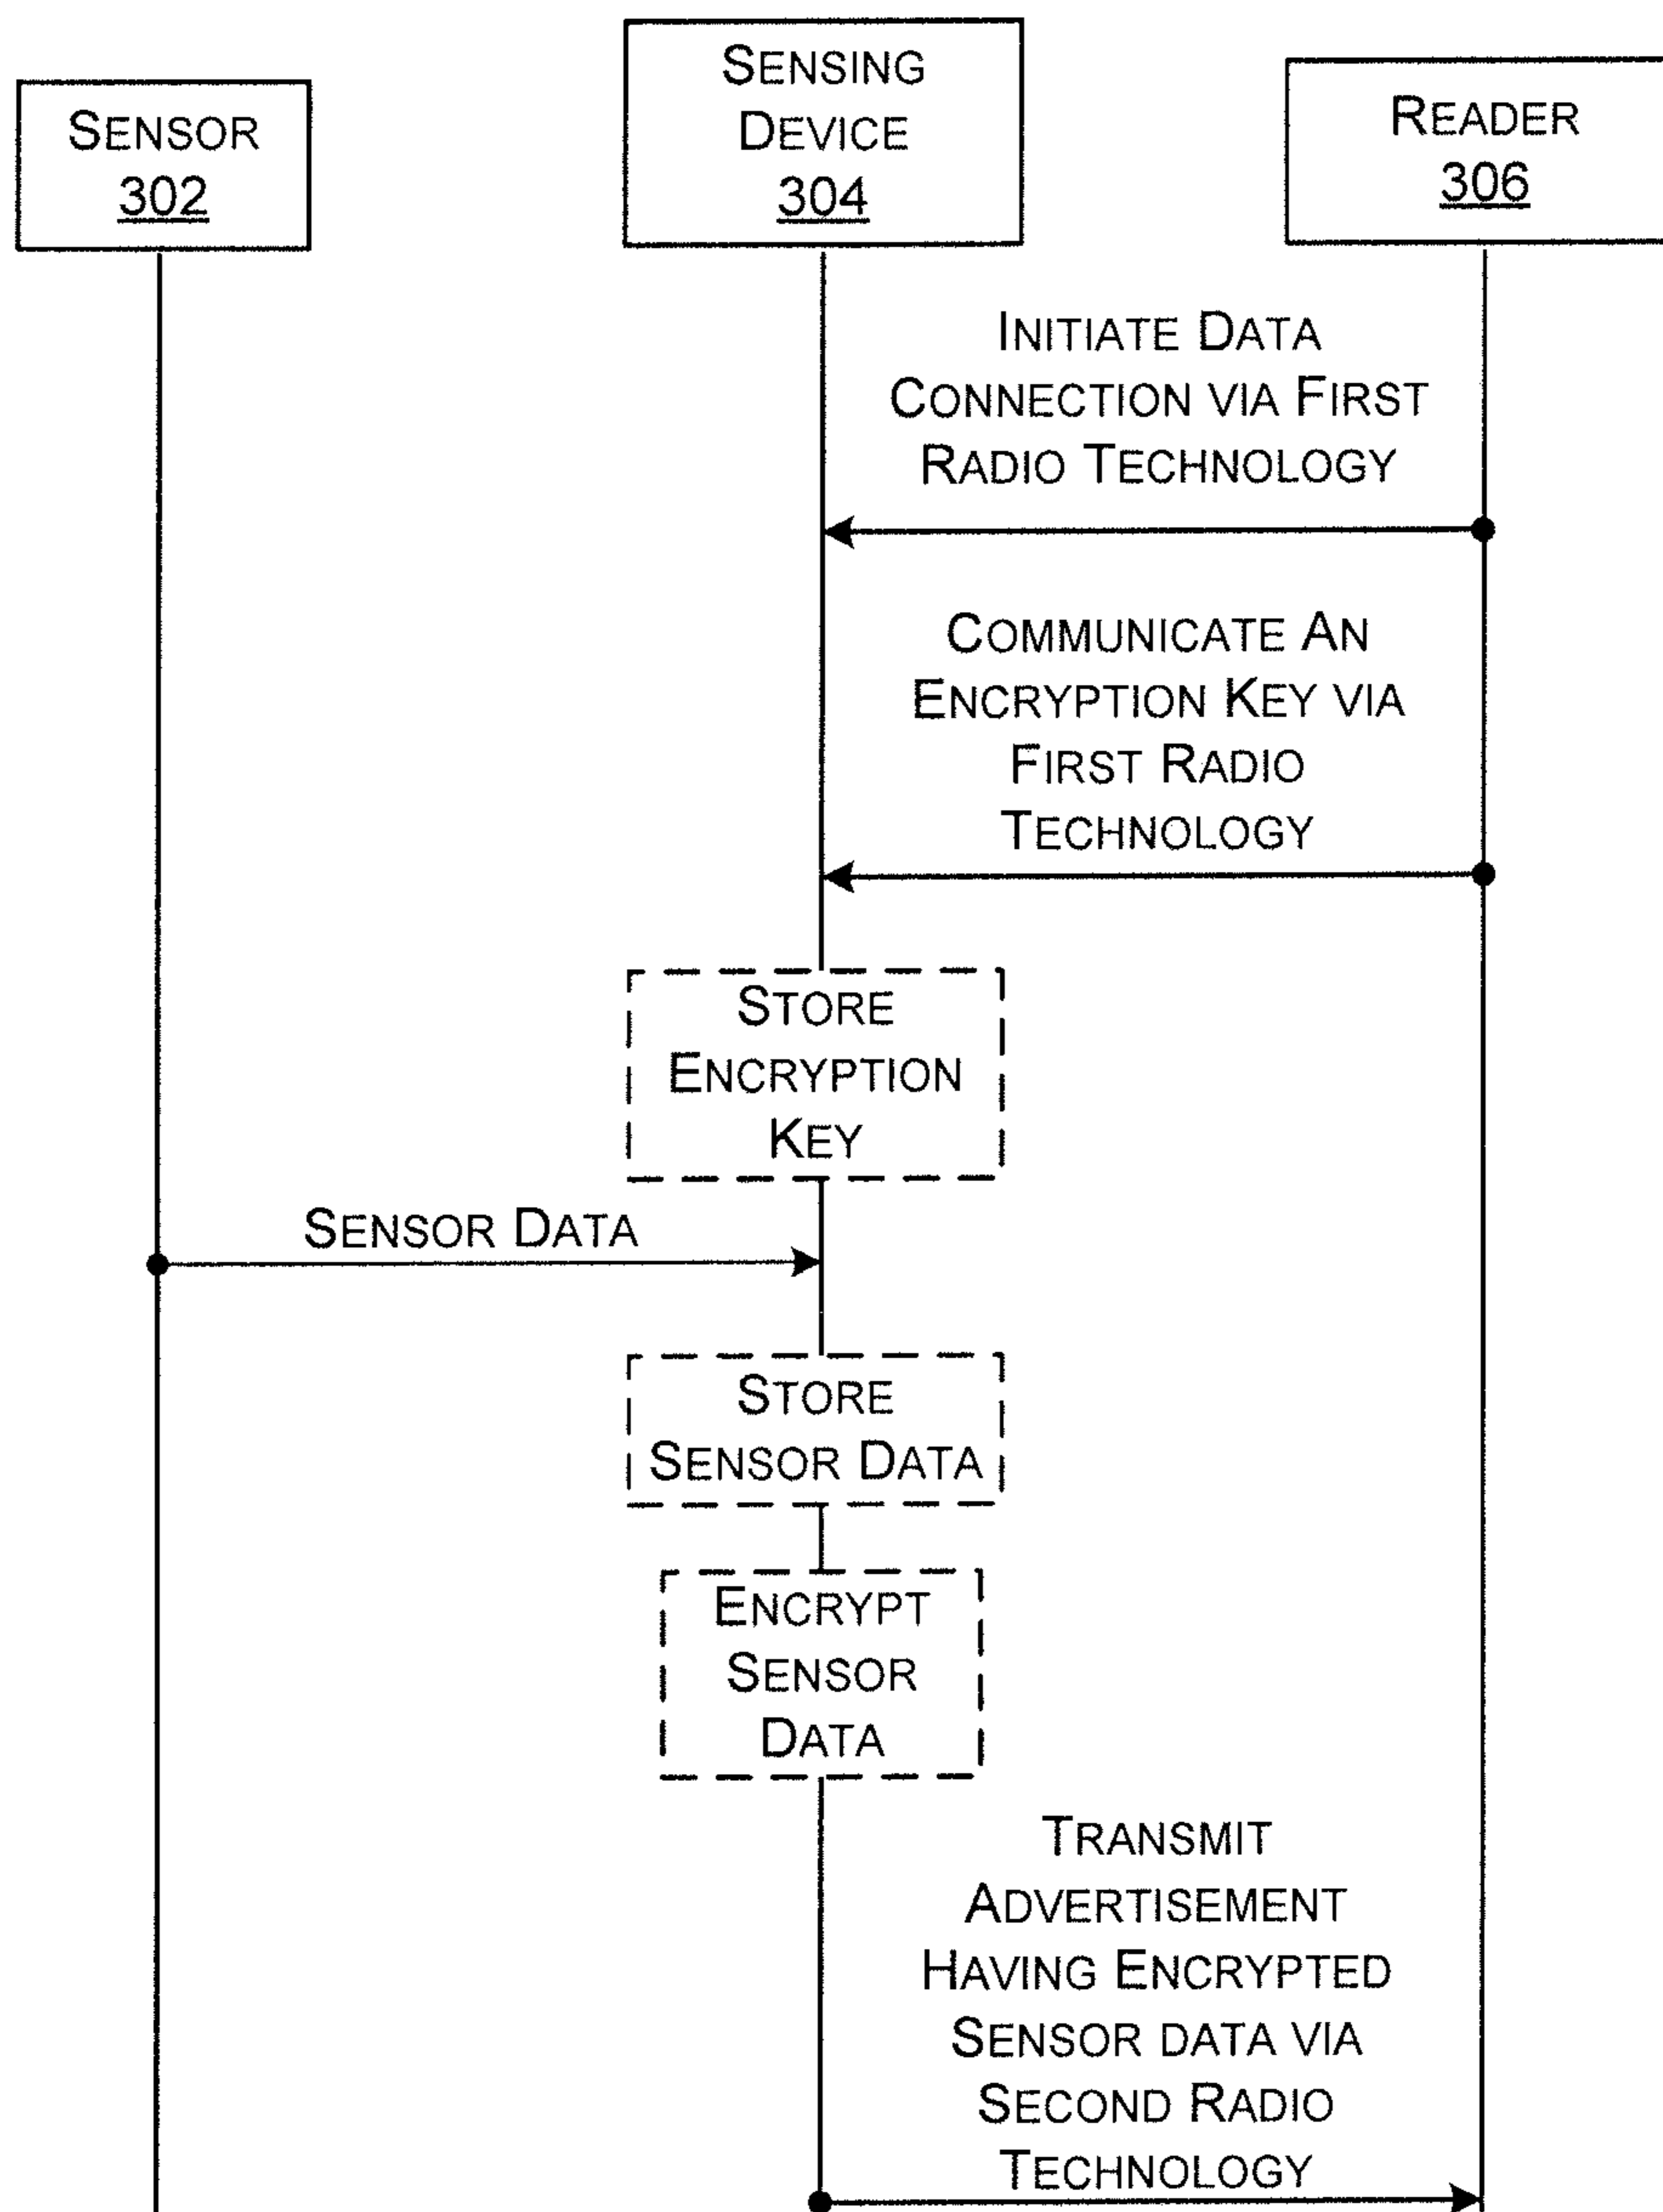 SENSOR
302
SENSING
DEVICE
304
READER
306
INITIATE DATA
CONNECTION VIA FIRST
RADIO TECHNOLOGY
COMMUNICATE AN
ENCRYPTION KEY VIA
FIRST RADIO
TECHNOLOGY
STORE
ENCRYPTION
KEY
SENSOR DATA
STORE
SENSOR DATA
ENCRYPT
SENSOR
DATA
TRANSMIT
ADVERTISEMENT
HAVING ENCRYPTED
SENSOR DATA VIA
SECOND RADIO
TECHNOLOGY